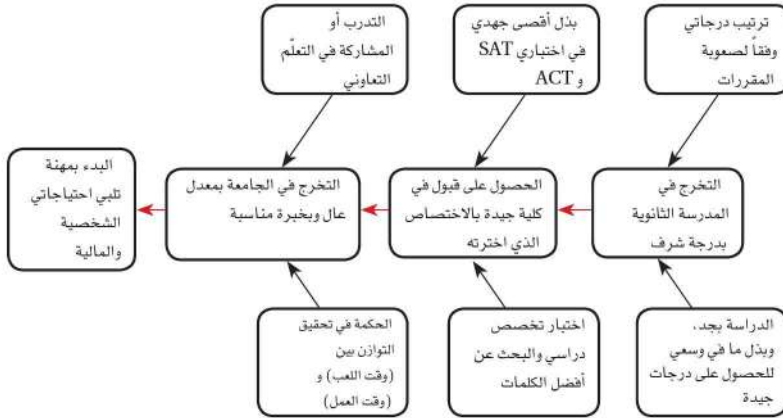 ترتيب درجاتي
وفقاً لصعوبة
المقررات
بذل أقصى جهدي
في اختباري SAT
و ACT
التدرب أو
المشاركة في التعلّم
التعاوني
التخرج في
المدرسة الثانوية
بدرجة شرف
الحصول على قبول في
كلية جيدة بالاختصاص
الذي اخترته
التخرج في الجامعة بمعدل
عال وبخبرة مناسبة
البدء بمهنة
تلبي احتياجاتي
الشخصية
والمالية
الدراسة بجد،
وبذل ما في وسعي
للحصول على درجات
جيدة
اختبار تخصص
دراسي والبحث عن
أفضل الكلمات
الحكمة في تحقيق
التوازن بين
(وقت اللعب) و
(وقت العمل)